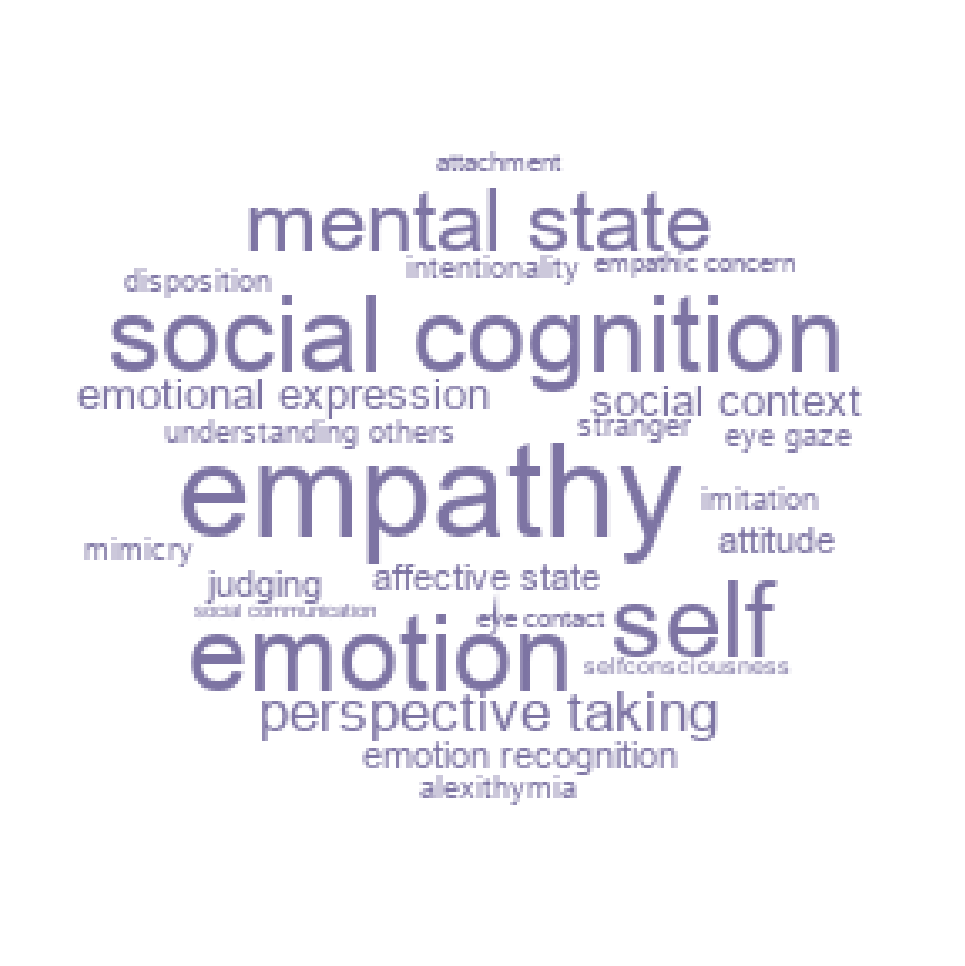 attachment
mental state
intentionality
empathic concern
disposition
social cognition
emotional expression
social context
understanding others
stranger
eye gaze
empathy
imitation
mimicry
attitude
judging
affective state
social communication
eye contact
self
emotion
selfconsciousness
perspective taking
emotion recognition
alexithymia